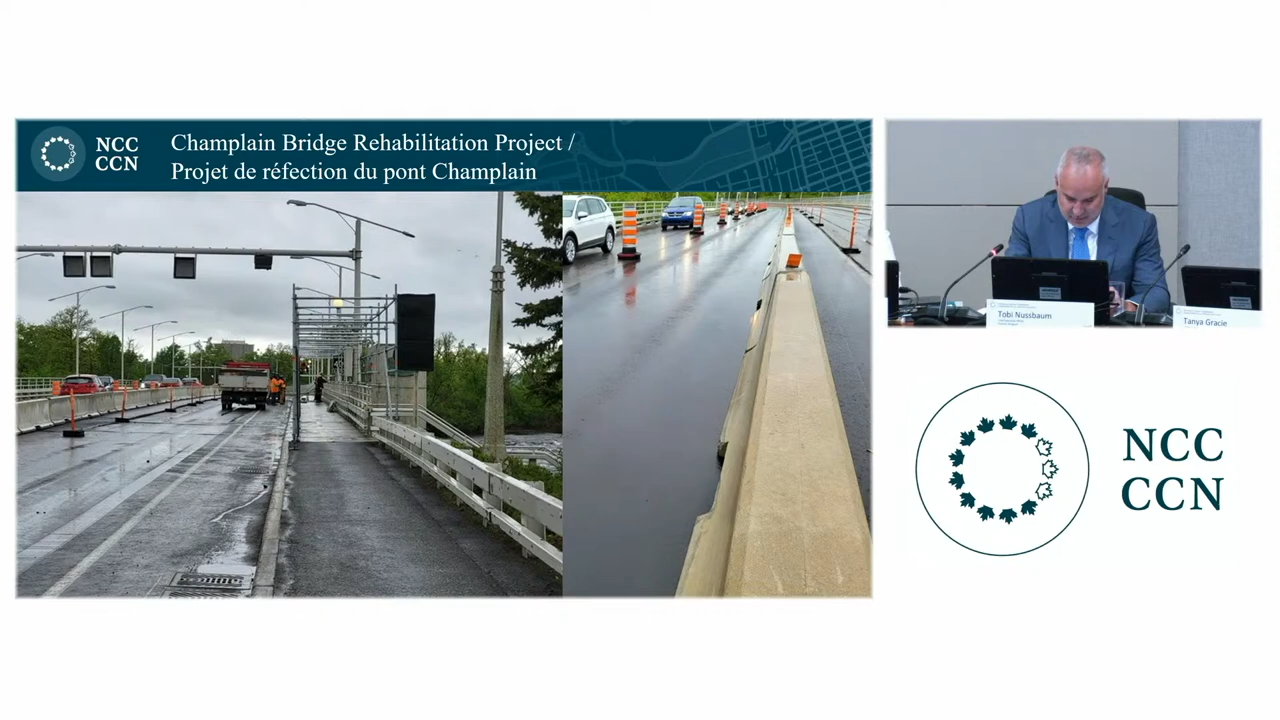 NCC
CCN
Champlain Bridge Rehabilitation Project /
Projet de réfection du pont Champlain
Tobi Nussbaum
Tanya Gracie
NCC
CCN